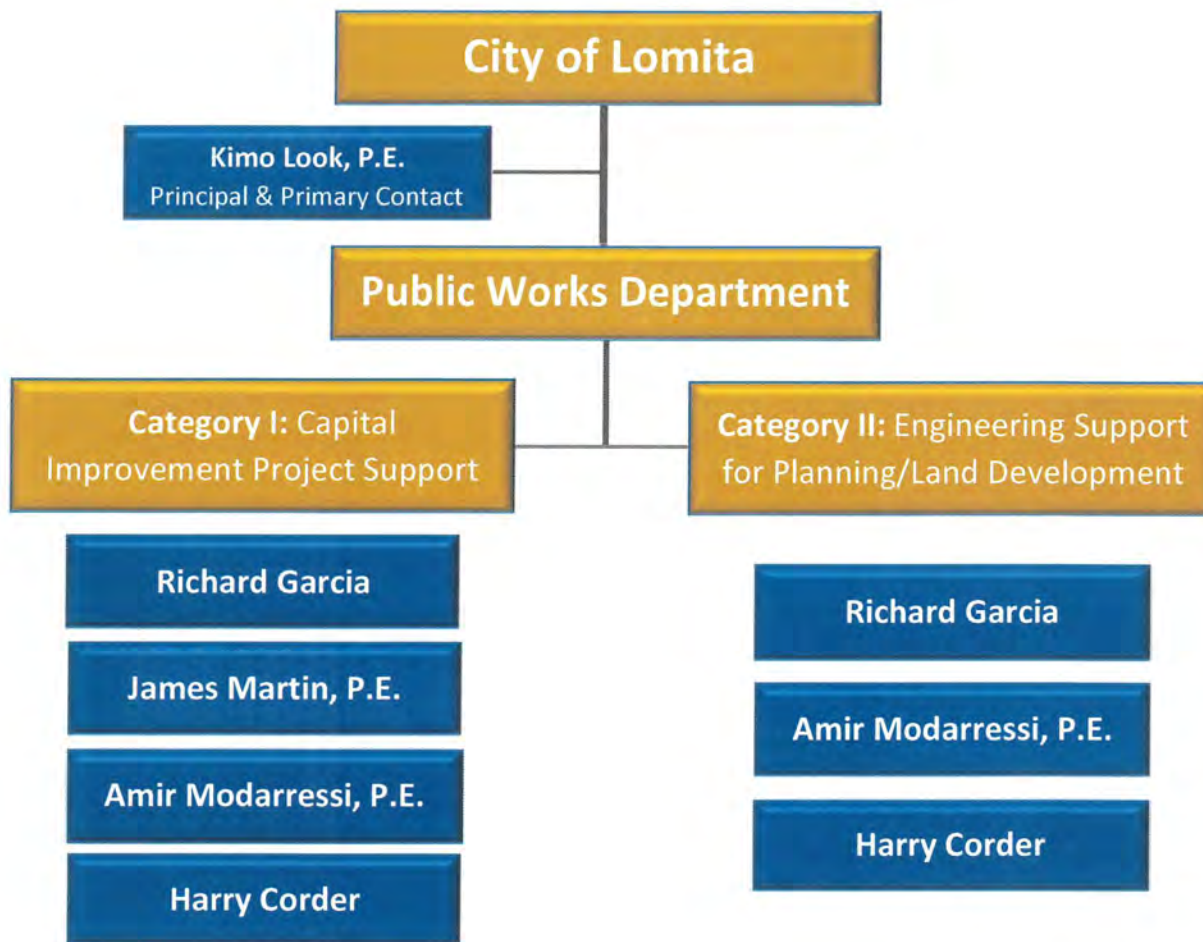 City of Lomita
Kimo Look, P.E.
Principal & Primary Contact
Public Works Department
Category I: Capital
Improvement Project Support
Richard Garcia
James Martin, P.E.
Amir Modarressi, P.E.
Harry Corder
Category II: Engineering Support
for Planning/Land Development
Richard Garcia
Amir Modarressi, P.E.
Harry Corder